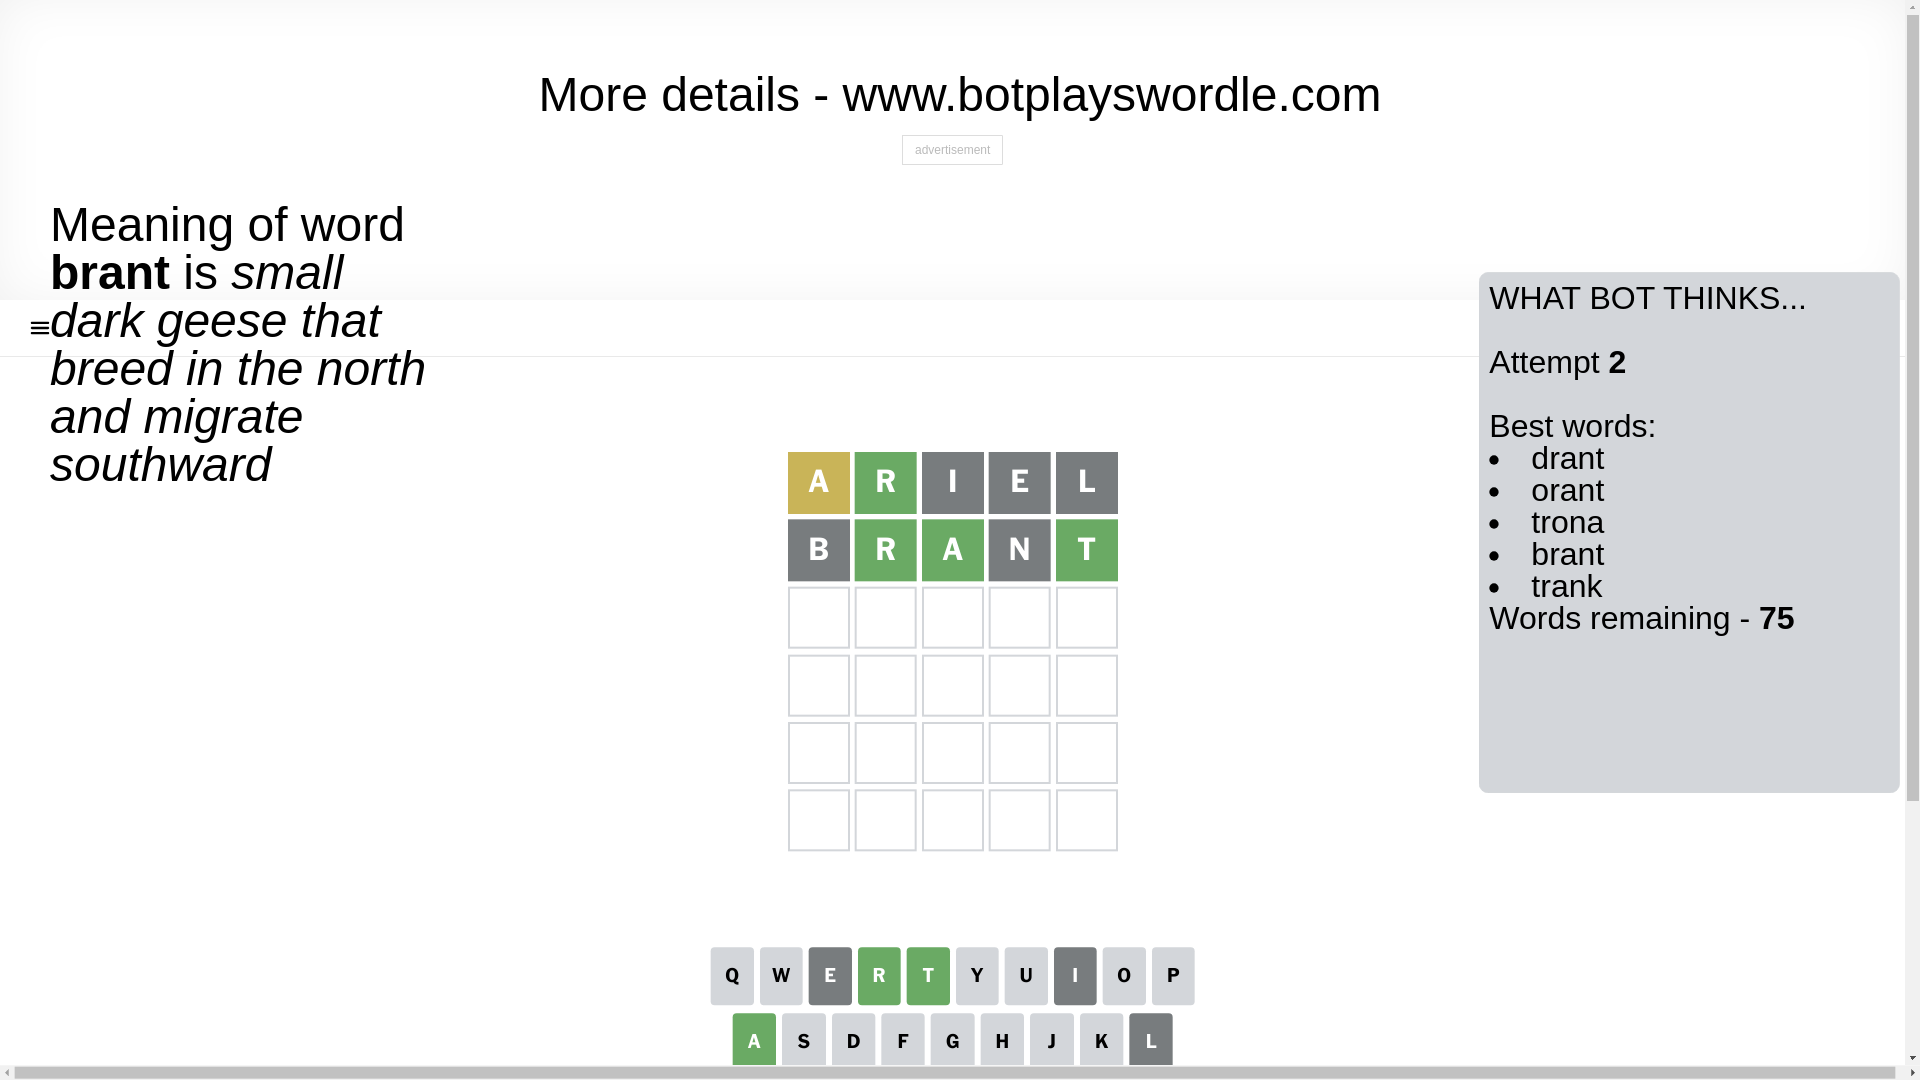 More details - www.botplayswordle.com
advertisement
Meaning of word
brant is small
dark geese that
breed in the north
and migrate
southward
WHAT BOT THINKS...
Attempt 2
Best words:
• drant
• orant
• trona
• brant
• trank
Words remaining - 75
A R I E L
B R A N T
Q W E R T Y U I O P
A S D F G H J K L